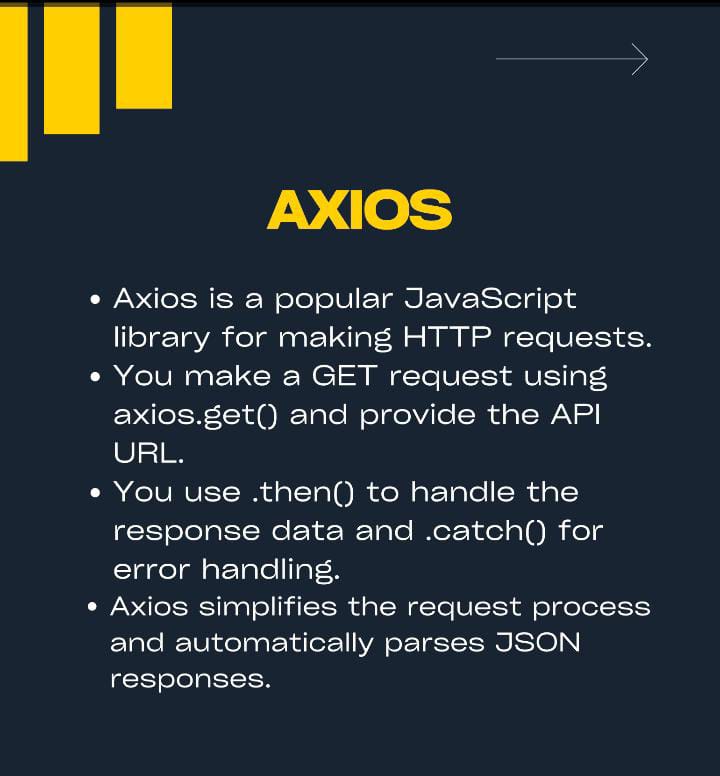 AXIOS
• Axios is a popular JavaScript
library for making HTTP requests.
• You make a GET request using
axios.get() and provide the API
URL.
• You use .then() to handle the
response data and .catch() for
error handling.
• Axios simplifies the request process
and automatically parses JSON
responses.